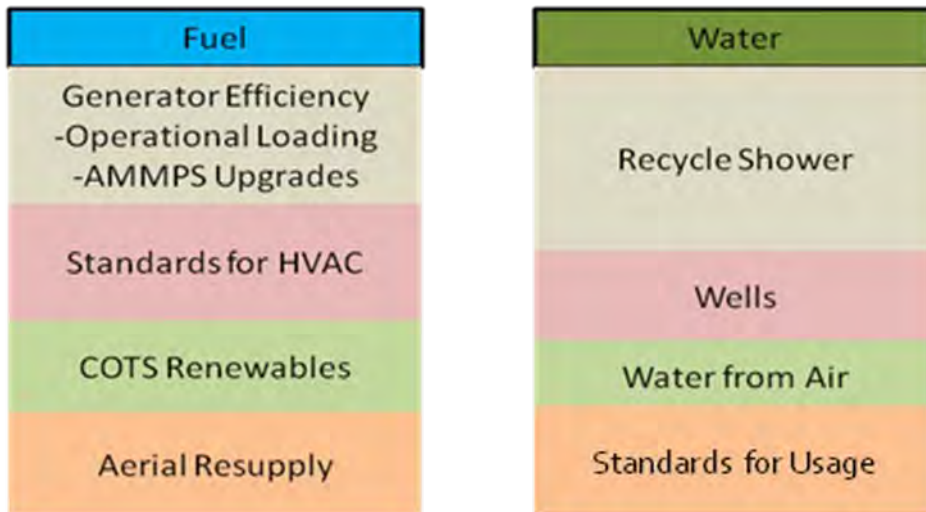 Fuel
Generator Efficiency
-Operational Loading
-AMMPS Upgrades
Standards for HVAC
COTS Renewables
Aerial Resupply
Water
Recycle Shower
Wells
Water from Air
Standards for Usage